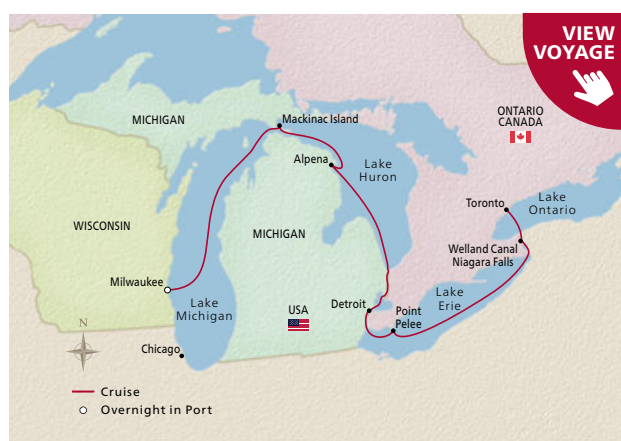 VIEW
VOYAGE
MICHIGAN
Mackinac Island
ONTARIO
CANADA
Alpena
Lake
Huron
Toronto
Lake
Ontario
WISCONSIN
MICHIGAN
Welland Canal
Niagara Falls
Milwaukee
Lake
Michigan
USA
Detroit
Point
Pelee
Lake
Erie
N
Chicago
Cruise
Overnight in Port